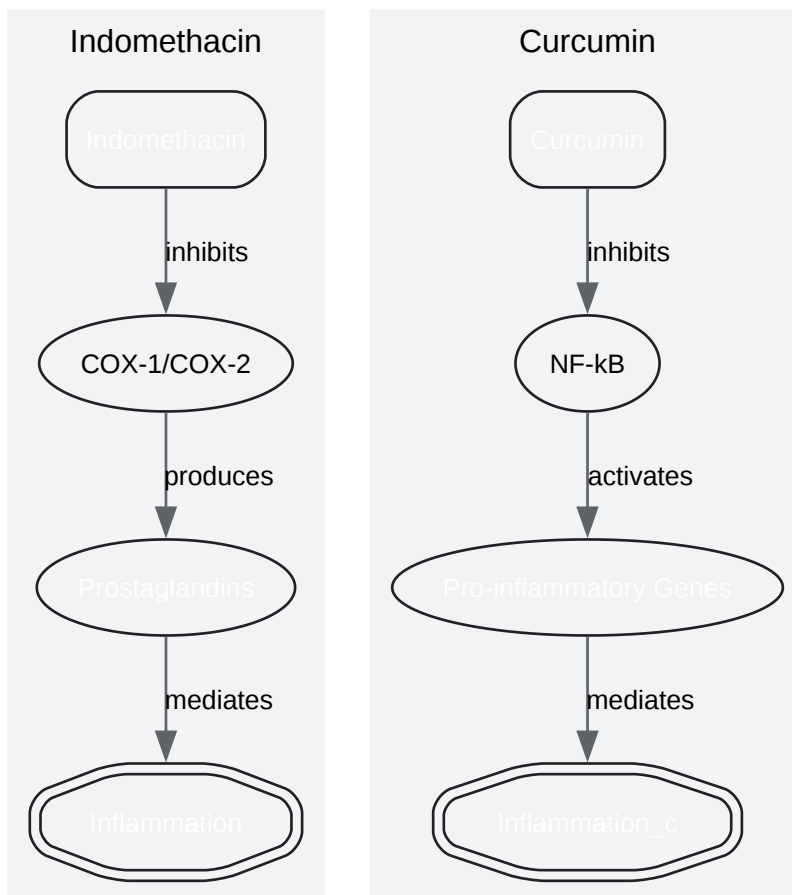 Indomethacin
Indomethacin
inhibits
COX-1/COX-2
produces
Prostaglandins
mediates
Inflammation
Curcumin
Curcumin
inhibits
NF-kB
activates
Pro-inflammatory Genes
mediates
Inflammation_c